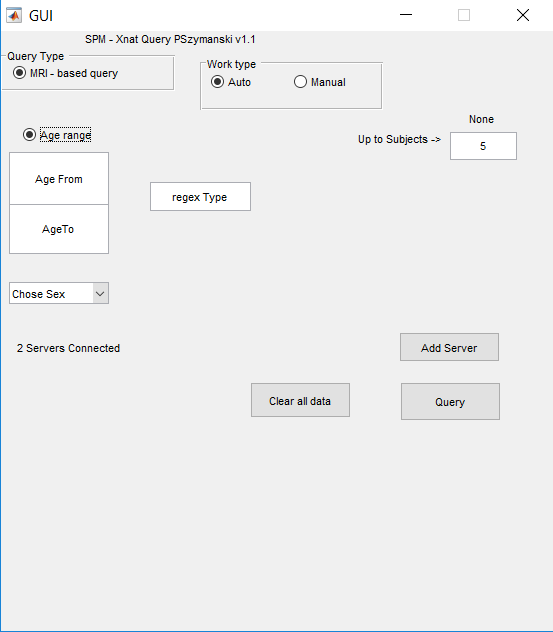 GUI
SPM - Xnat Query PSzymanski v1.1
Query Type
MRI - based query
Work type
Auto
Manual
Age range
None
Up to Subjects ->
5
Age From
regex Type
AgeTo
Chose Sex
2 Servers Connected
Add Server
Clear all data
Query